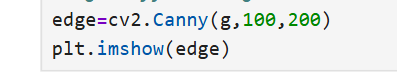 edge=cv2.Canny(g,100,200)
plt.imshow(edge)